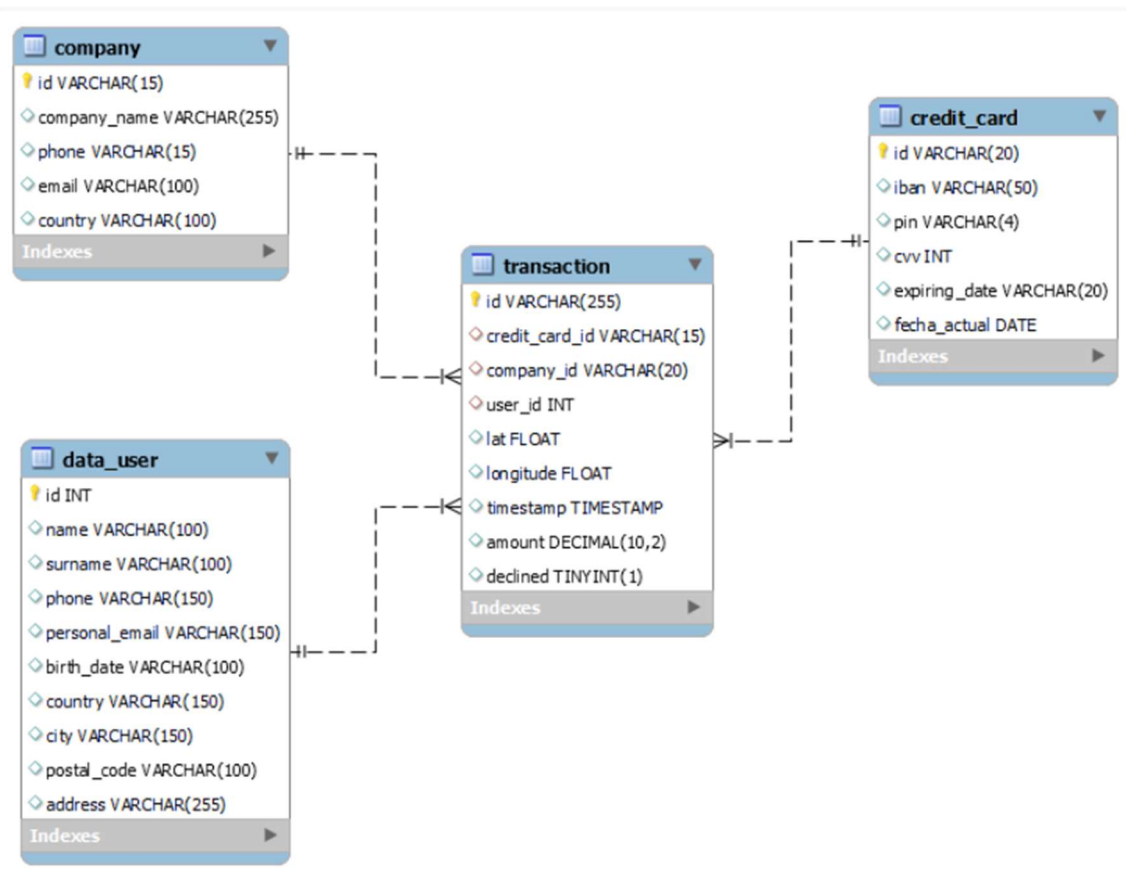 company
id VARCHAR(15)
company_name VARCHAR(255)
phone VARCHAR(15)
email VARCHAR(100)
country VARCHAR(100)
Indexes
credit_card
id VARCHAR(20)
iban VARCHAR(50)
pin VARCHAR(4)
cvv INT
expiring_date VARCHAR(20)
fecha_actual DATE
Indexes
transaction
id VARCHAR(255)
credit_card_id VARCHAR(15)
company_id VARCHAR(20)
user_id INT
lat FLOAT
longitude FLOAT
timestamp TIMESTAMP
amount DECIMAL(10,2)
declined TINYINT(1)
Indexes
data_user
id INT
name VARCHAR(100)
surname VARCHAR(100)
phone VARCHAR(150)
personal_email VARCHAR(150)
birth_date VARCHAR(100)
country VARCHAR(150)
city VARCHAR(150)
postal_code VARCHAR(100)
address VARCHAR(255)
Indexes